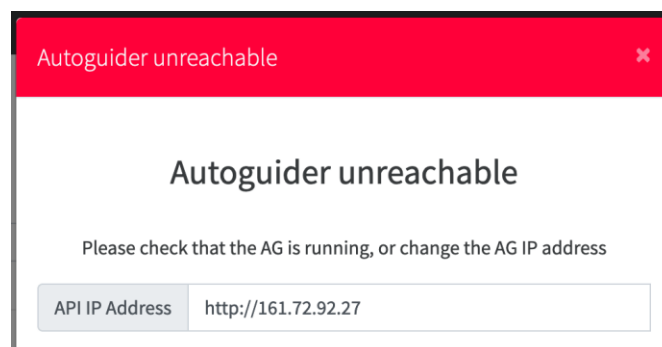 Autoguider unreachable ×
Autoguider unreachable
Please check that the AG is running, or change the AG IP address
API IP Address http://161.72.92.27